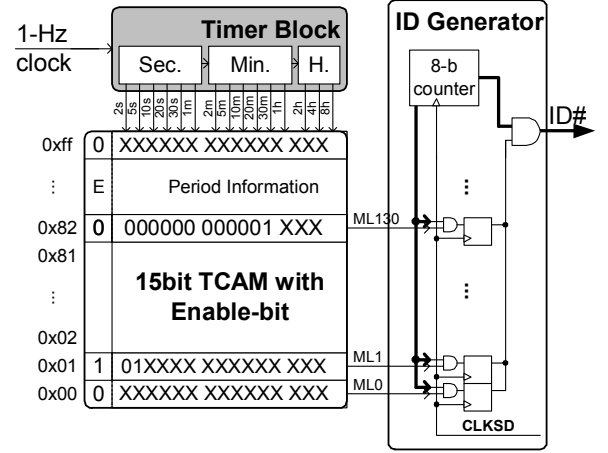 Timer Block
1-Hz
clock
Sec.
Min.
H.
2s
5s
10s
20s
30s
1m
2m
5m
10m
20m
30m
1h
2h
4h
8h
0xff 0 XXXXXX XXXXXX XXX
⋮ E Period Information
0x82 0 000000 000001 XXX
0x81
⋮
0x02
15bit TCAM with
Enable-bit
0x01 1 01XXXX XXXXXX XXX
0x00 0 XXXXXX XXXXXX XXX
ML130
ML1
ML0
ID Generator
8-b
counter
ID#
⋮
⋮
CLKSD